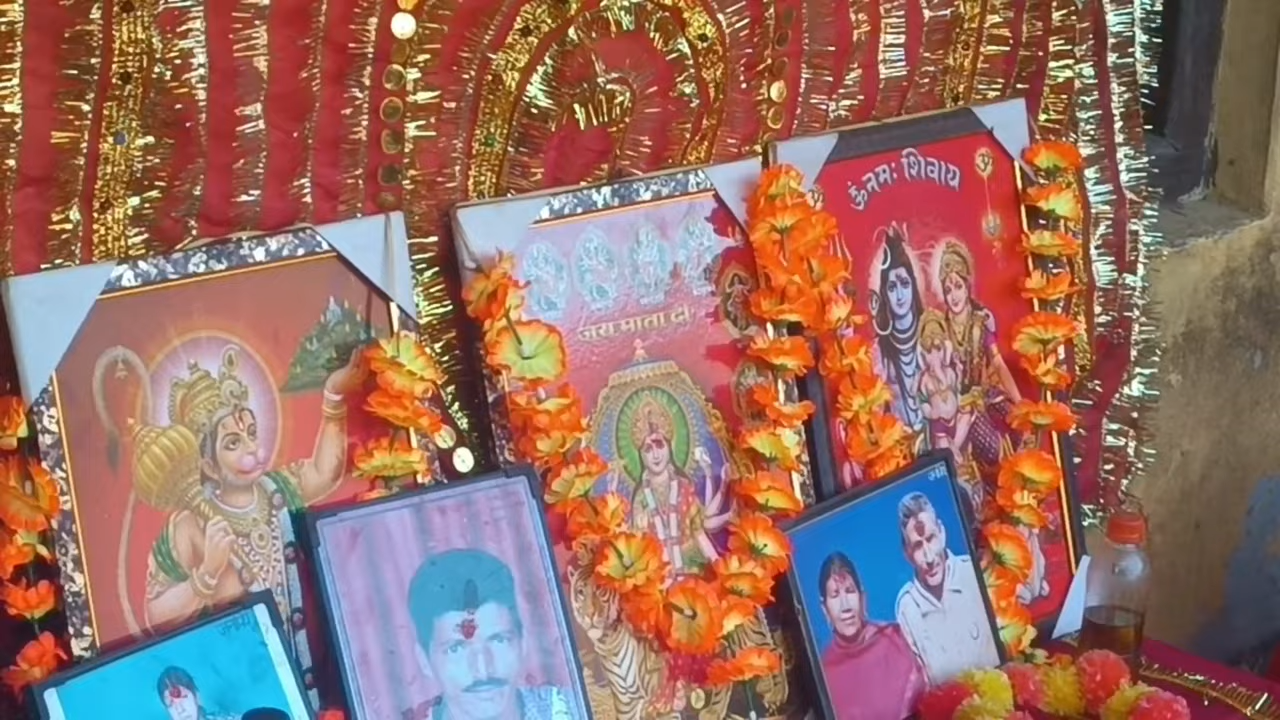 जय माता दी
ॐ नमः शिवाय